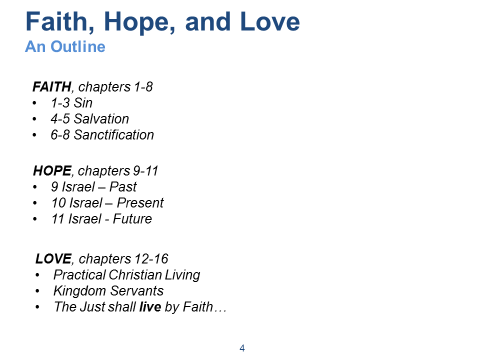 Faith, Hope, and Love
An Outline
FAITH, chapters 1-8
• 1-3 Sin
• 4-5 Salvation
• 6-8 Sanctification
HOPE, chapters 9-11
• 9 Israel – Past
• 10 Israel – Present
• 11 Israel - Future
LOVE, chapters 12-16
• Practical Christian Living
• Kingdom Servants
• The Just shall live by Faith…
4